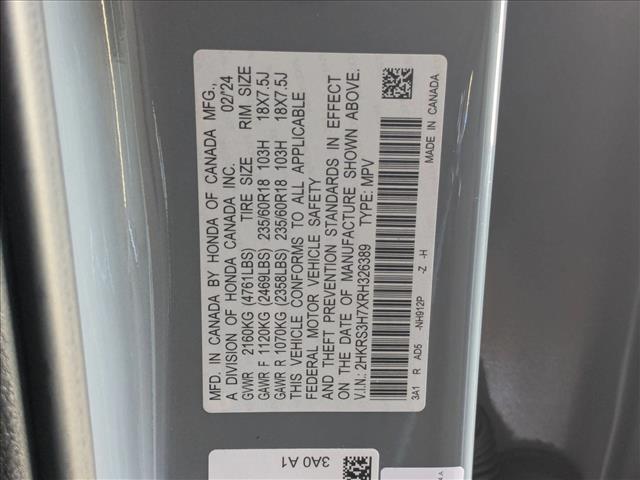 MFD. IN CANADA BY HONDA OF CANADA MFG.,
A DIVISION OF HONDA CANADA INC. 02/24
GVWR 2160KG (4761LBS) TIRE SIZE RIM SIZE
GAWR F 1120KG (2469LBS) 235/60R18 103H 18X7.5J
GAWR R 1070KG (2358LBS) 235/60R18 103H 18X7.5J
THIS VEHICLE CONFORMS TO ALL APPLICABLE
FEDERAL MOTOR VEHICLE SAFETY
AND THEFT PREVENTION STANDARDS IN EFFECT
ON THE DATE OF MANUFACTURE SHOWN ABOVE.
V.I.N.: 2HKRS3H7XRH326389 TYPE: MPV
3A1 R AD5 -NH912P -Z -H
MADE IN CANADA
3A0 A1